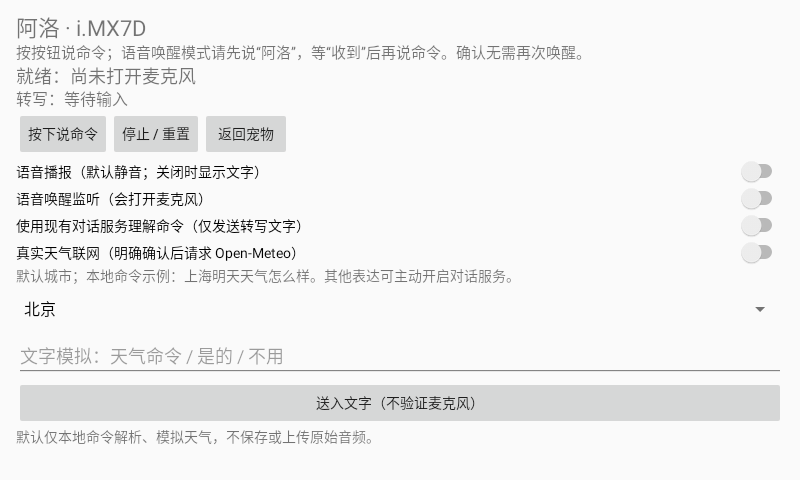 阿洛 · i.MX7D
按按钮说命令；语音唤醒模式请先说“阿洛”，等“收到”后再说命令。确认无需再次唤醒。
就绪：尚未打开麦克风
转写：等待输入
按下说命令 停止 / 重置 返回宠物
语音播报（默认静音；关闭时显示文字）
语音唤醒监听（会打开麦克风）
使用现有对话服务理解命令（仅发送转写文字）
真实天气联网（明确确认后请求 Open-Meteo）
默认城市；本地命令示例：上海明天天气怎么样。其他表达可主动开启对话服务。
北京
文字模拟：天气命令 / 是的 / 不用
送入文字（不验证麦克风）
默认仅本地命令解析、模拟天气，不保存或上传原始音频。